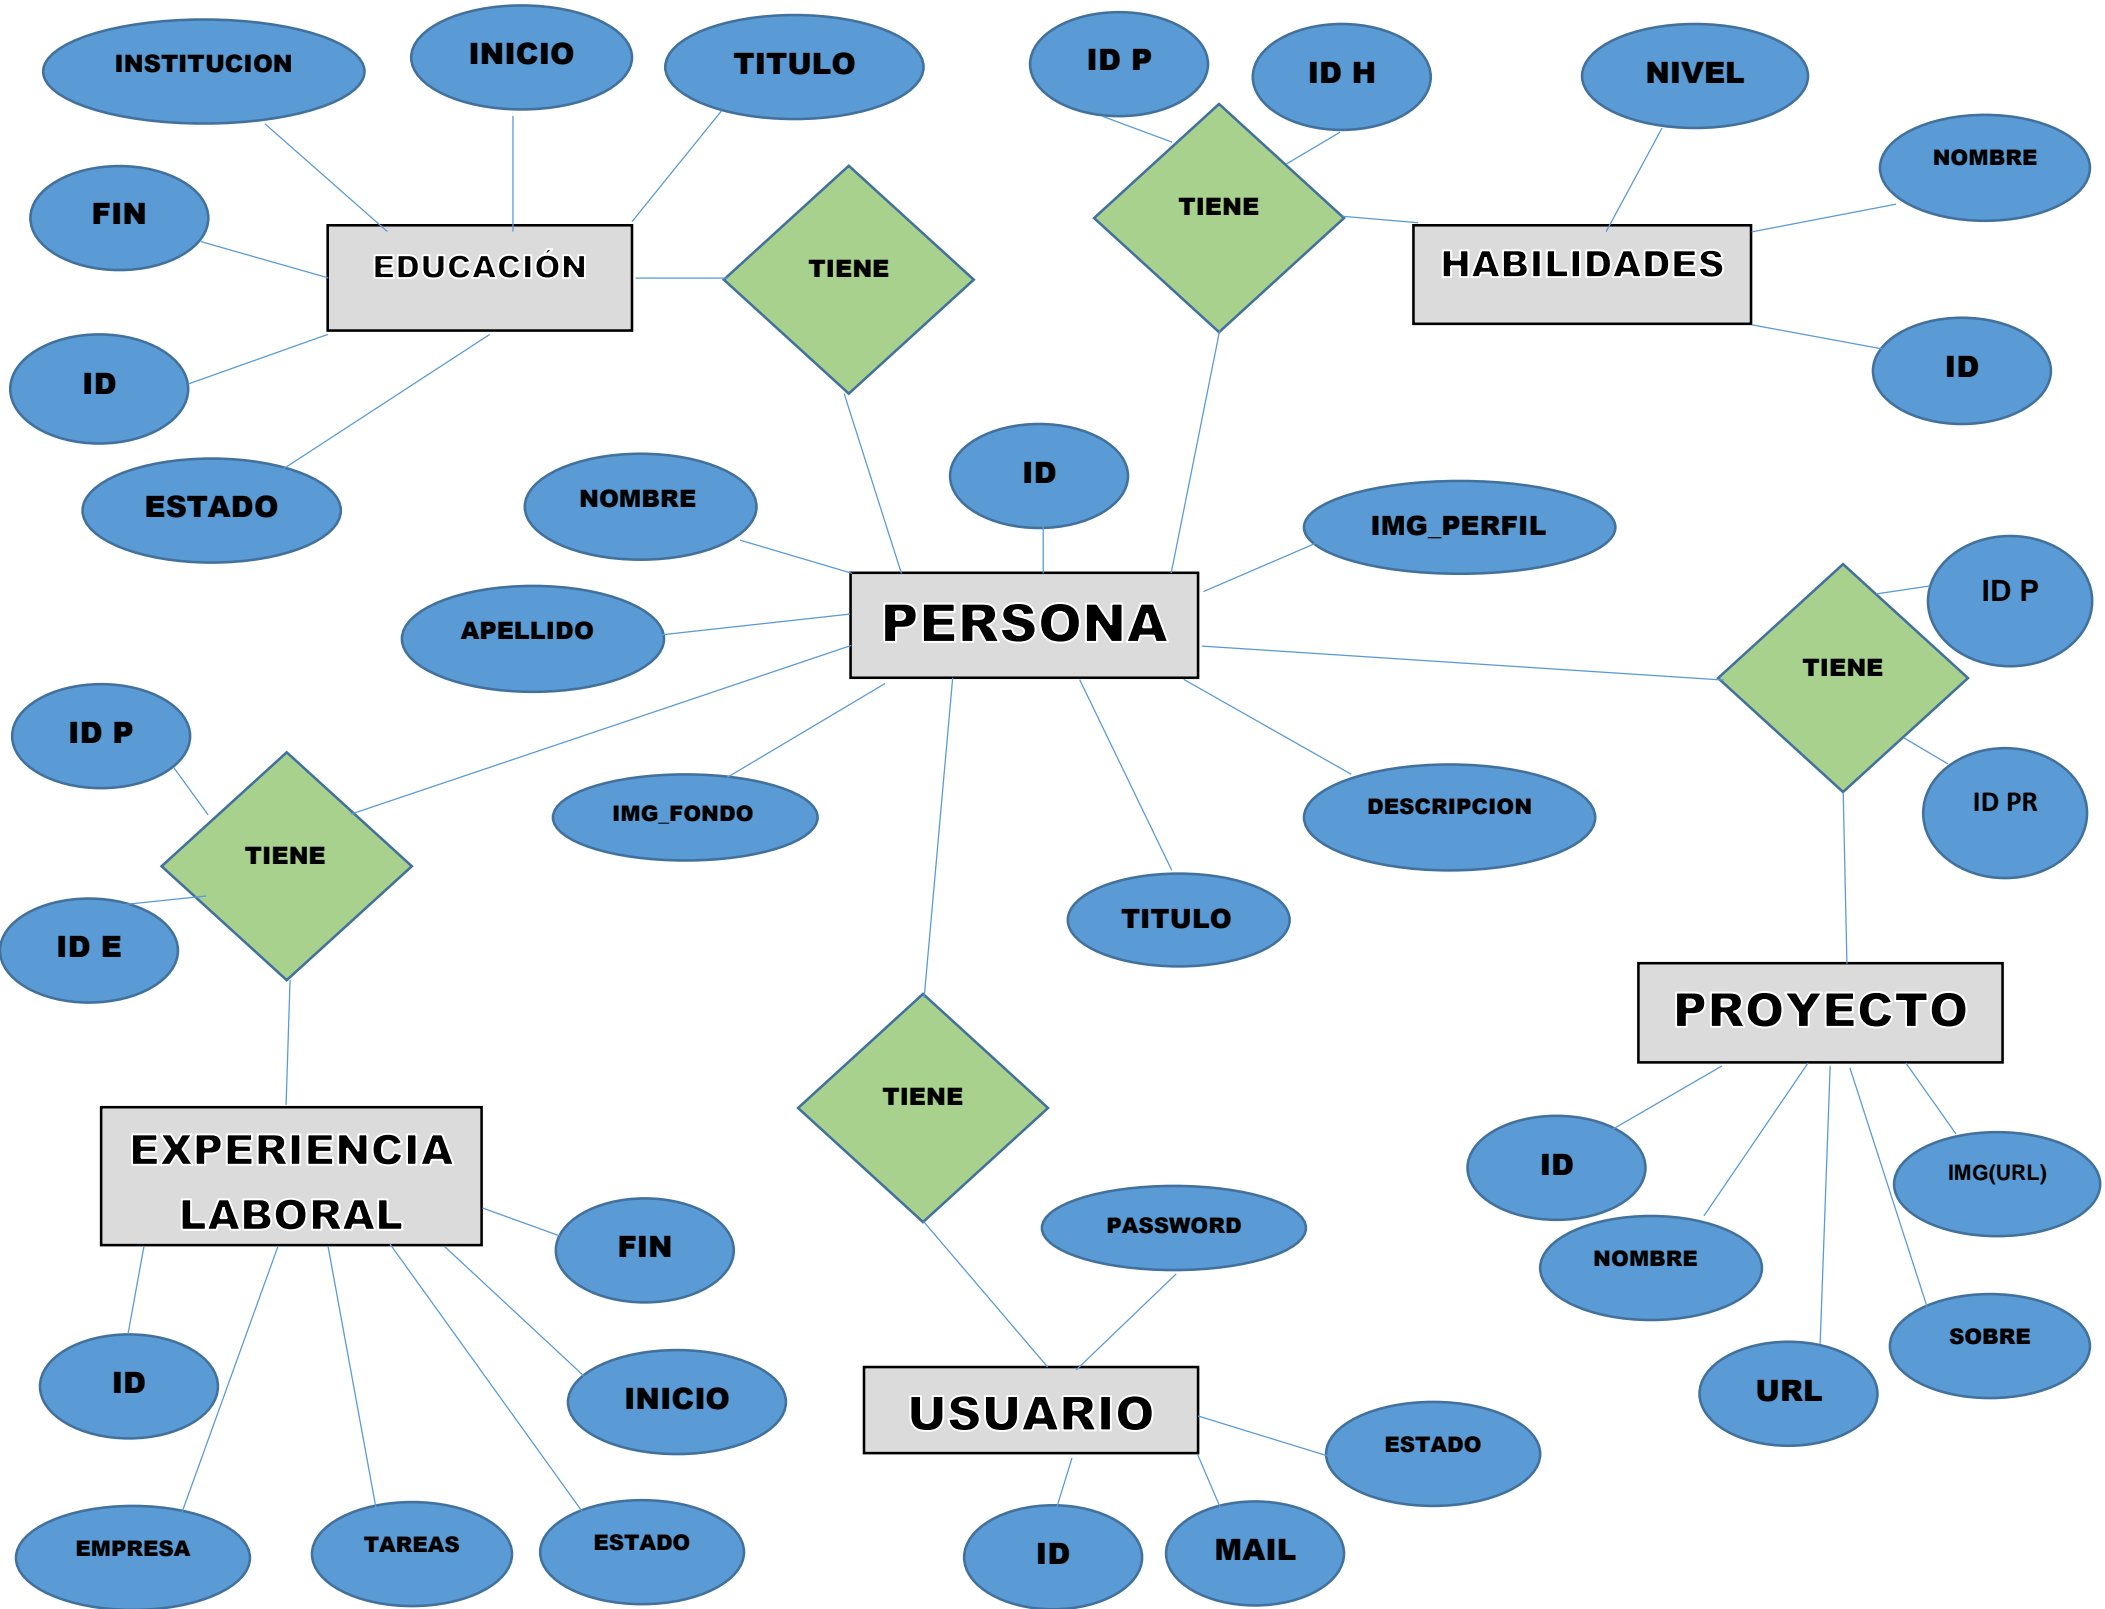 INSTITUCION
INICIO
TITULO
ID P
ID H
NIVEL
NOMBRE
FIN
TIENE
TIENE
EDUCACIÓN
HABILIDADES
ID
ID
ESTADO
NOMBRE
ID
IMG_PERFIL
ID P
PERSONA
APELLIDO
TIENE
ID P
IMG_FONDO
DESCRIPCION
ID PR
TIENE
TITULO
ID E
PROYECTO
TIENE
EXPERIENCIA
LABORAL
ID
IMG(URL)
PASSWORD
FIN
NOMBRE
SOBRE
ID
INICIO
URL
USUARIO
ESTADO
EMPRESA
TAREAS
ESTADO
ID
MAIL